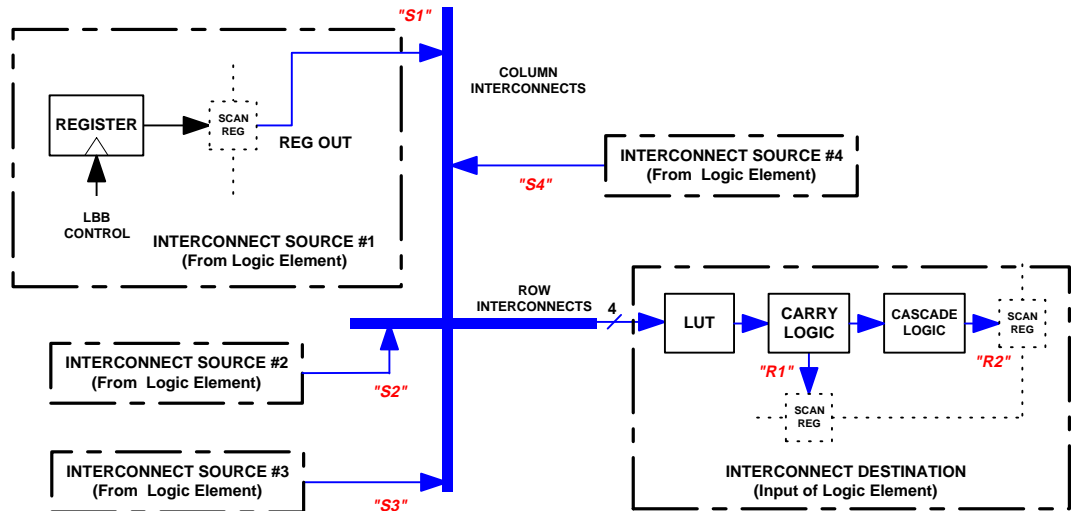 "S1"
REGISTER
SCAN
REG
REG OUT
LBB
CONTROL
INTERCONNECT SOURCE #1
(From Logic Element)
COLUMN
INTERCONNECTS
INTERCONNECT SOURCE #4
(From Logic Element)
"S4"
ROW
INTERCONNECTS
4
LUT
CARRY
LOGIC
CASCADE
LOGIC
SCAN
REG
"R1"
"R2"
SCAN
REG
INTERCONNECT DESTINATION
(Input of Logic Element)
INTERCONNECT SOURCE #2
(From Logic Element)
"S2"
INTERCONNECT SOURCE #3
(From Logic Element)
"S3"